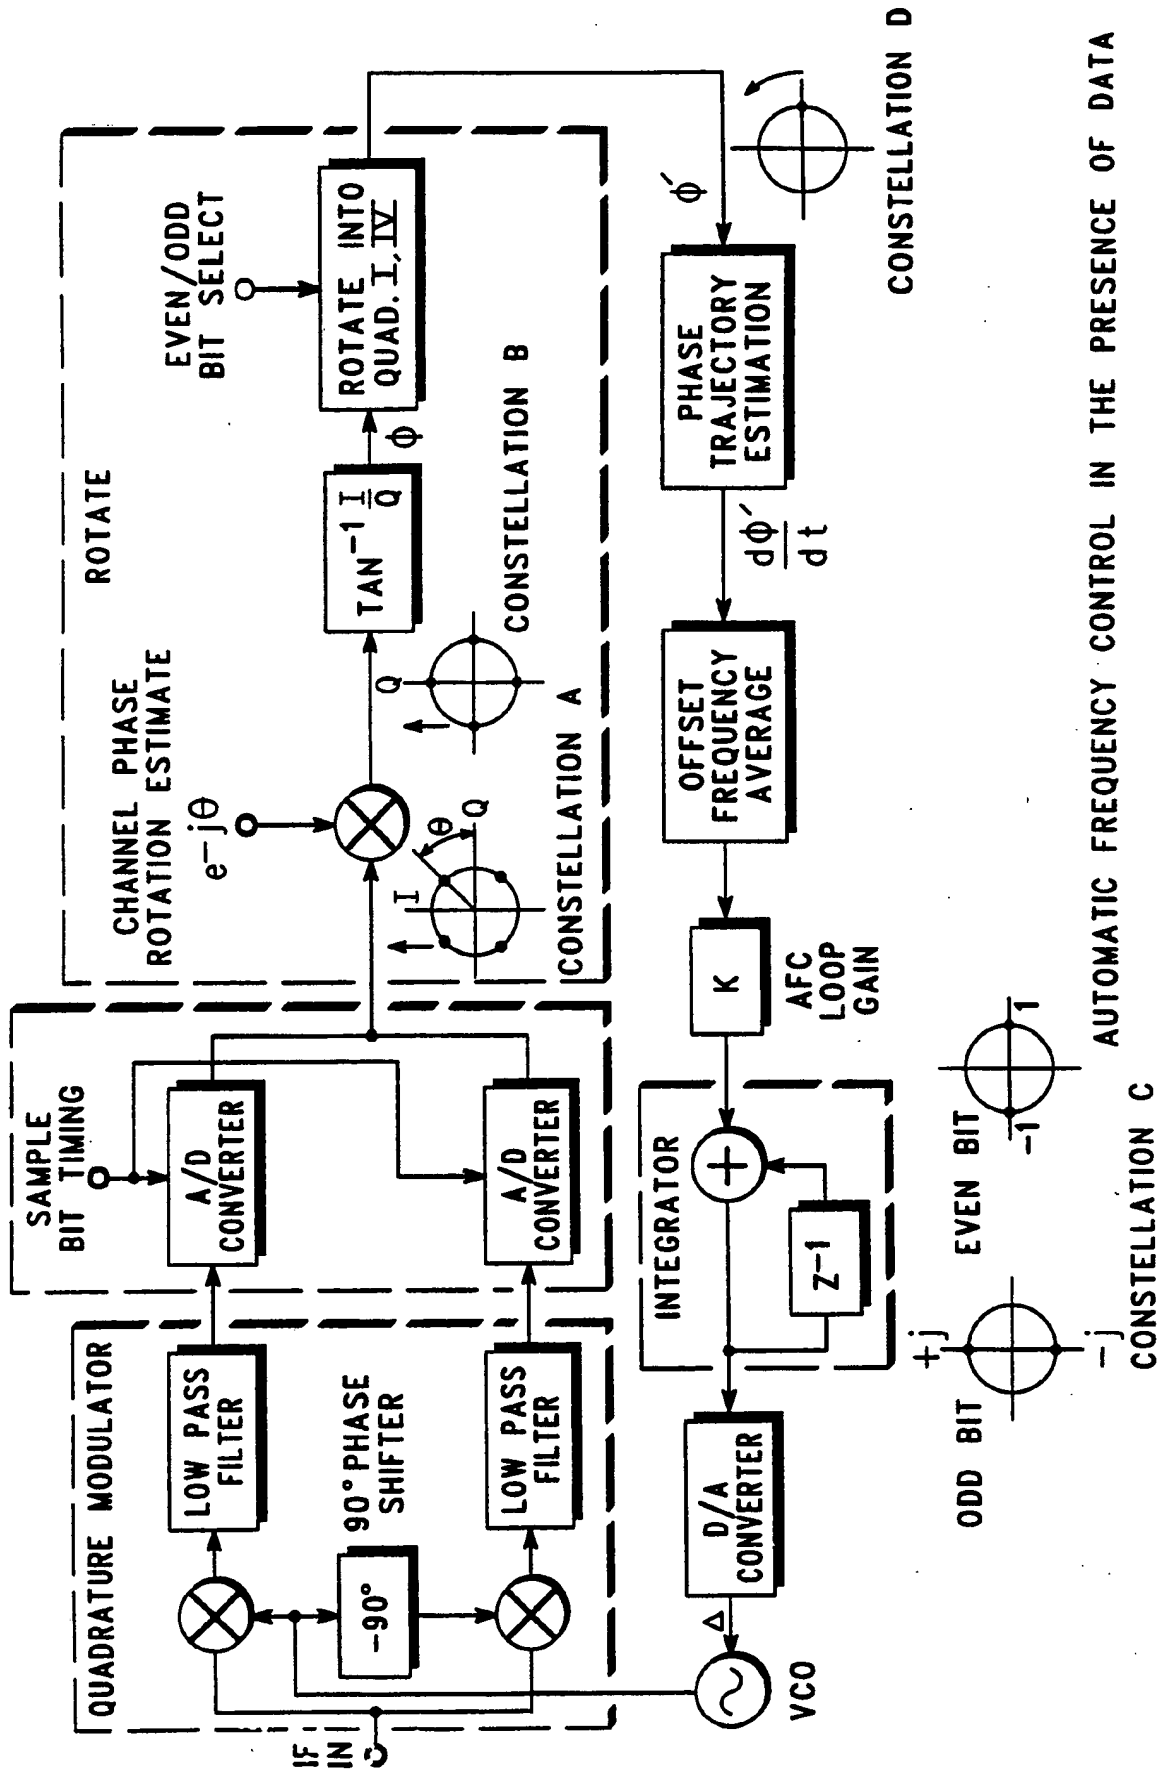 QUADRATURE MODULATOR
IF
IN
LOW PASS
FILTER
-90°
90° PHASE
SHIFTER
LOW PASS
FILTER
SAMPLE
BIT TIMING
A/D
CONVERTER
A/D
CONVERTER
ROTATE
CHANNEL PHASE
ROTATION ESTIMATE
e-jθ
I
θ
Q
CONSTELLATION A
Q
CONSTELLATION B
TAN-1 I/Q
ϕ
EVEN/ODD
BIT SELECT
ROTATE INTO
QUAD. I, IV
ϕ′
CONSTELLATION D
PHASE
TRAJECTORY
ESTIMATION
dϕ′
dt
OFFSET
FREQUENCY
AVERAGE
K
AFC
LOOP
GAIN
INTEGRATOR
+
Z-1
D/A
CONVERTER
Δ
VCO
ODD BIT
+j
-j
EVEN BIT
-1
1
CONSTELLATION C
AUTOMATIC FREQUENCY CONTROL IN THE PRESENCE OF DATA